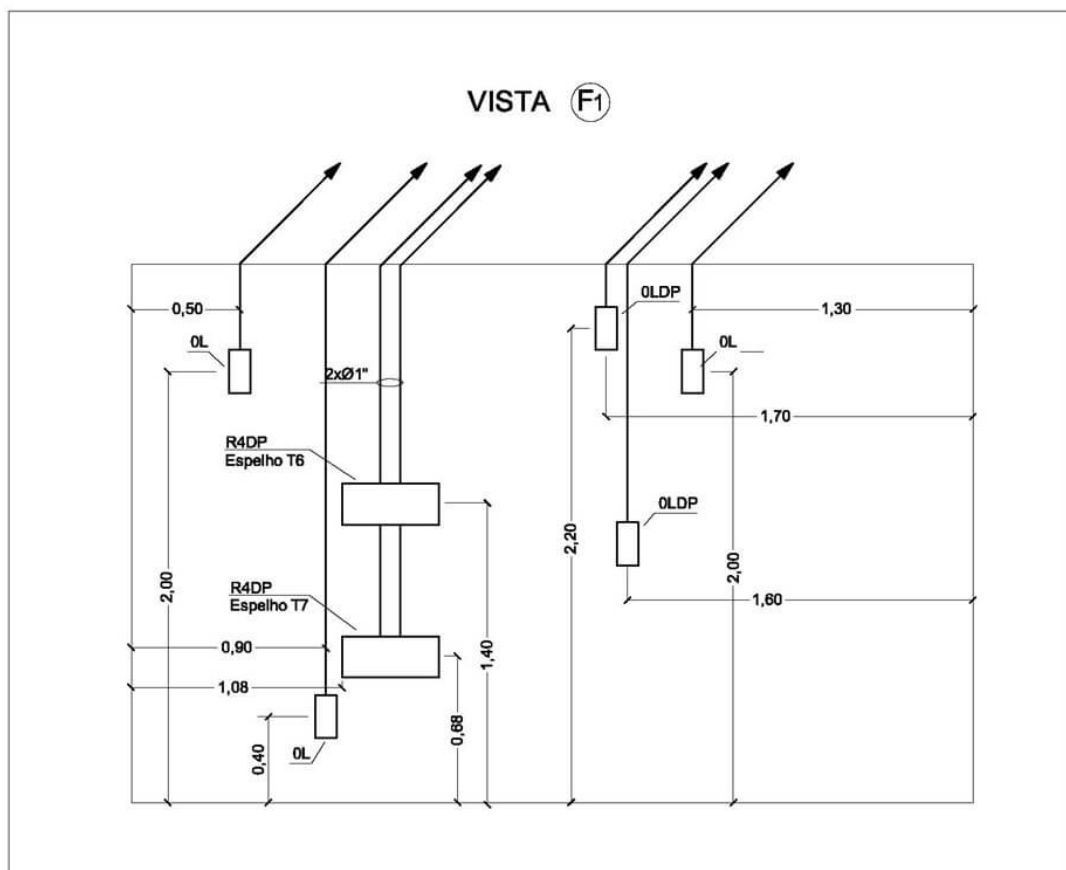 VISTA F1
0LDP
0,50
1,30
0L
0L
2xØ1"
1,70
R4DP
Espelho T6
0LDP
2,20
2,00
2,00
R4DP
Espelho T7
1,60
0,90
1,40
1,08
0,68
0,40
0L